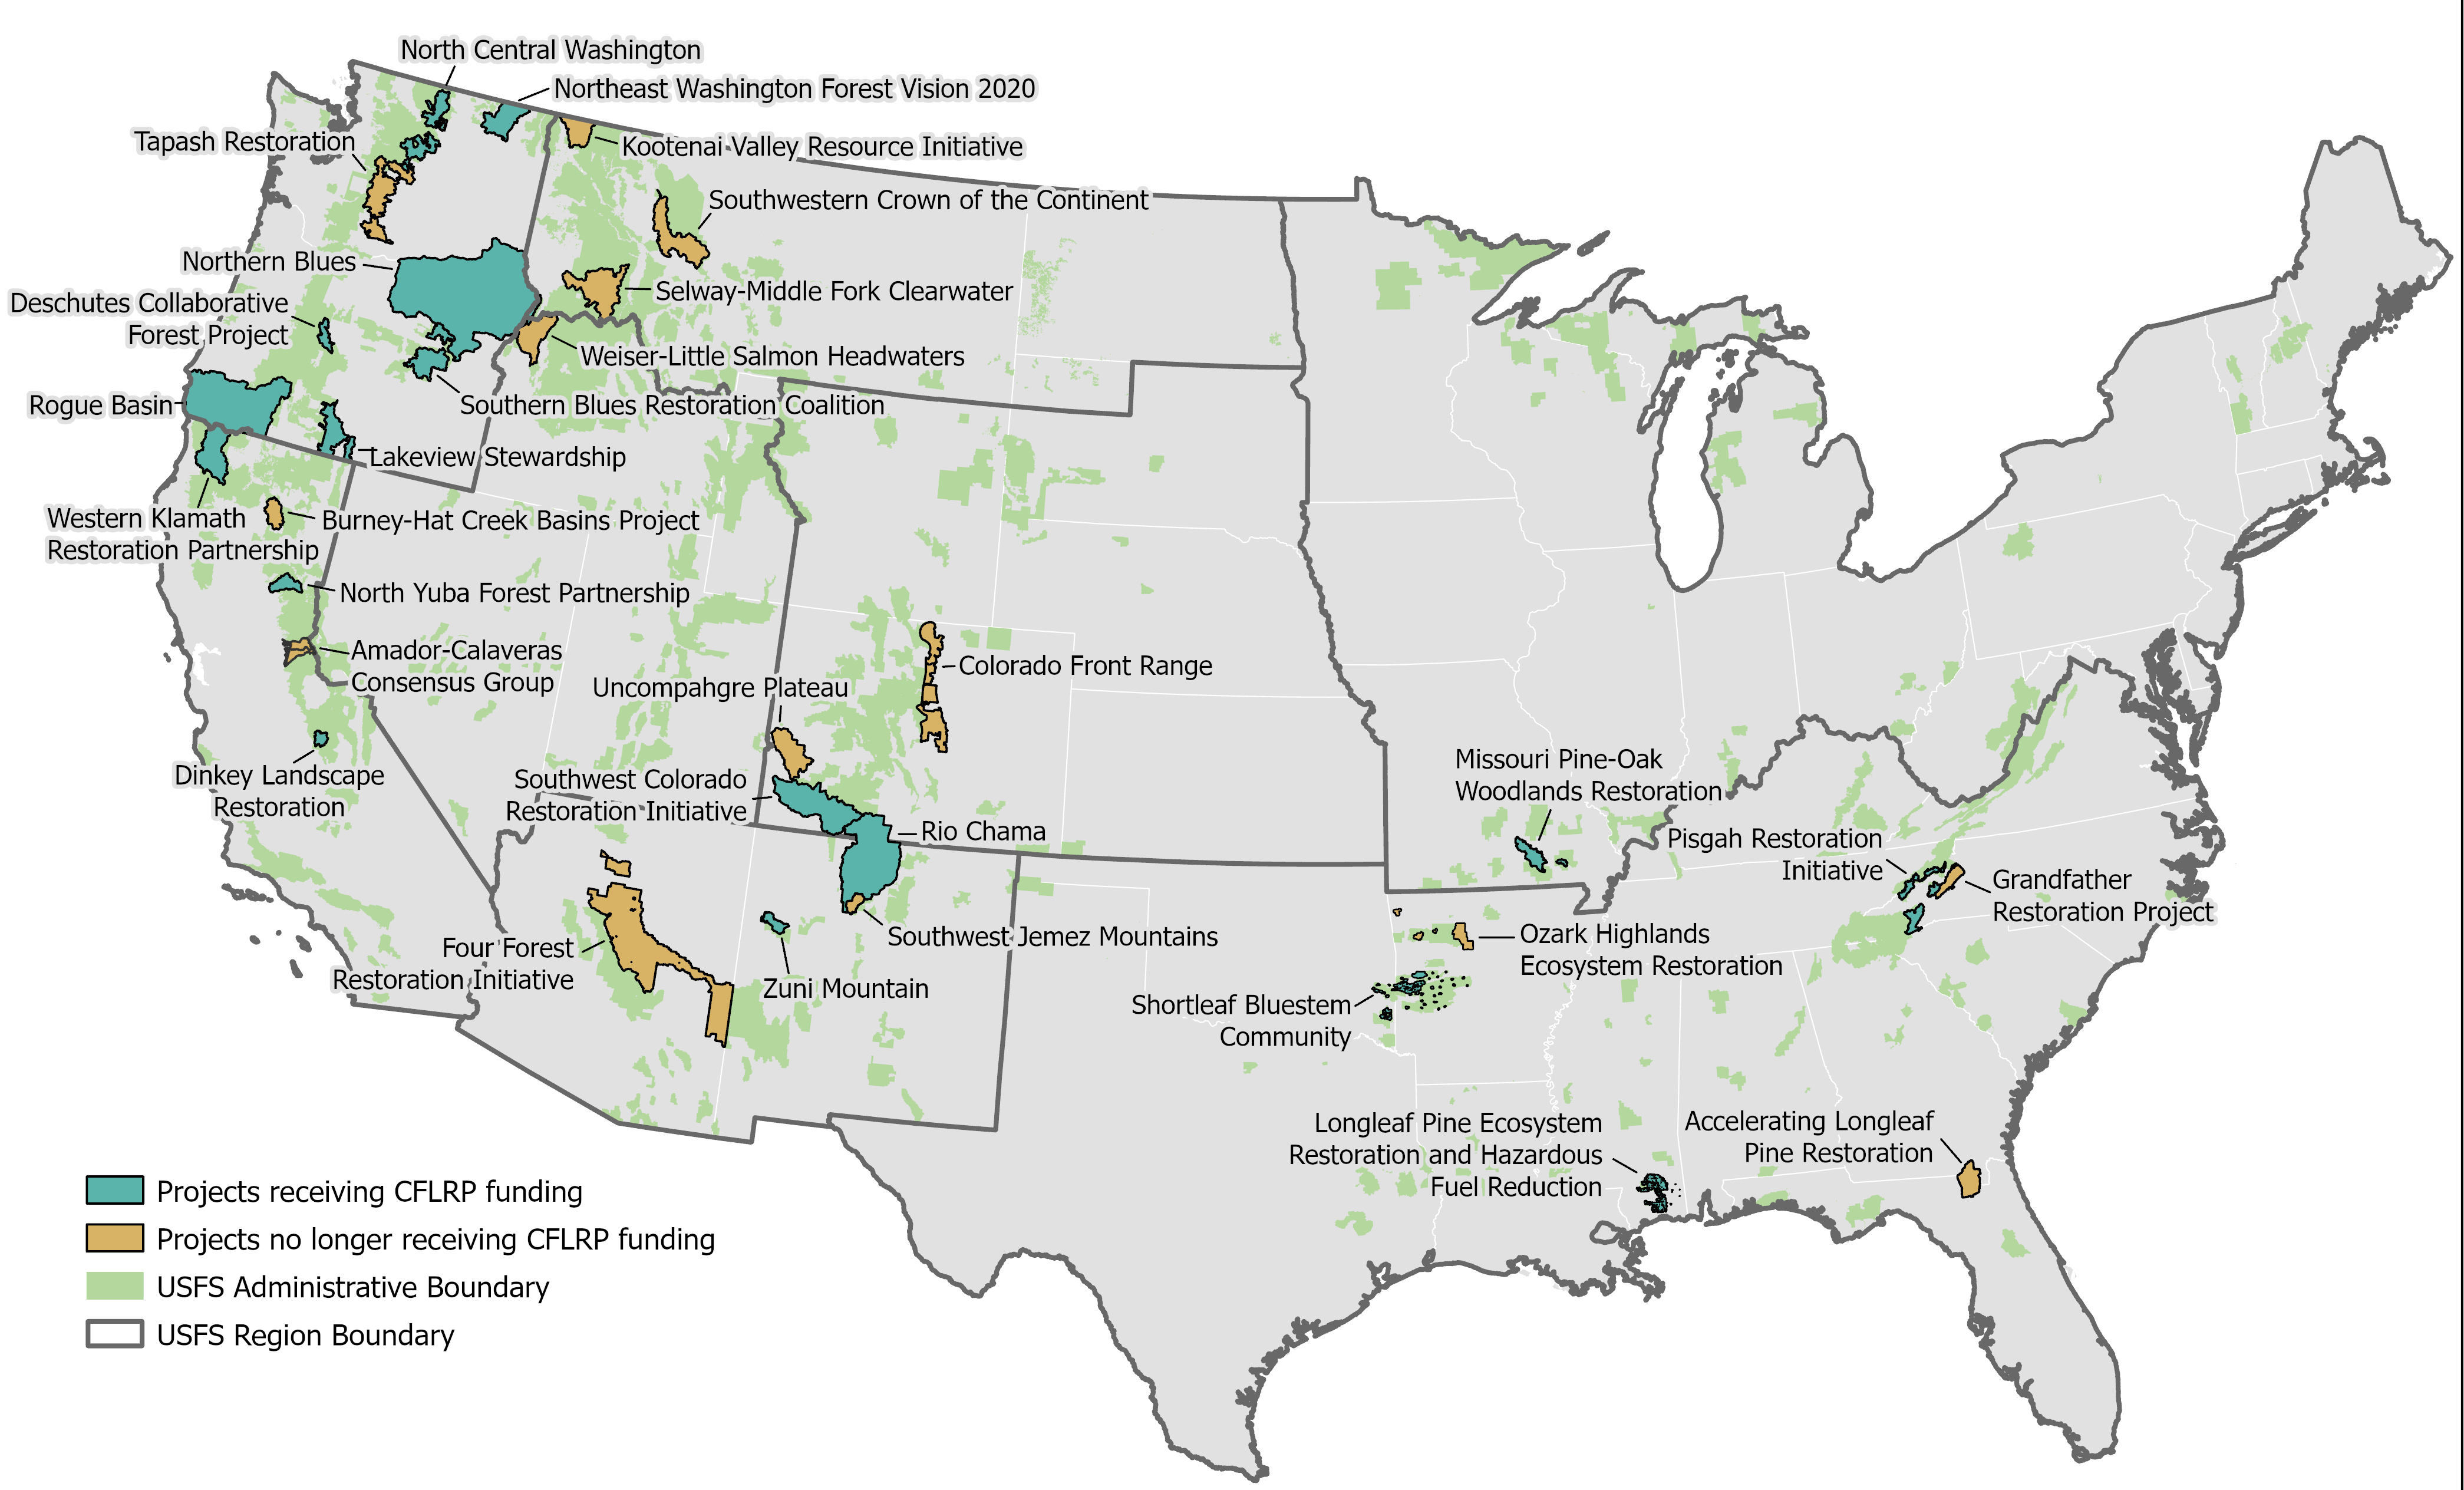 North Central Washington
Northeast Washington Forest Vision 2020
Tapash Restoration
Kootenai Valley Resource Initiative
Southwestern Crown of the Continent
Northern Blues
Selway-Middle Fork Clearwater
Deschutes Collaborative
Forest Project
Weiser-Little Salmon Headwaters
Rogue Basin
Southern Blues Restoration Coalition
Lakeview Stewardship
Western Klamath
Restoration Partnership
Burney-Hat Creek Basins Project
North Yuba Forest Partnership
Amador-Calaveras
Consensus Group
Colorado Front Range
Uncompahgre Plateau
Dinkey Landscape
Restoration
Southwest Colorado
Restoration Initiative
Missouri Pine-Oak
Woodlands Restoration
Rio Chama
Pisgah Restoration
Initiative
Grandfather
Restoration Project
Four Forest
Restoration Initiative
Southwest Jemez Mountains
Ozark Highlands
Ecosystem Restoration
Zuni Mountain
Shortleaf Bluestem
Community
Longleaf Pine Ecosystem
Restoration and Hazardous
Fuel Reduction
Accelerating Longleaf
Pine Restoration
Projects receiving CFLRP funding
Projects no longer receiving CFLRP funding
USFS Administrative Boundary
USFS Region Boundary